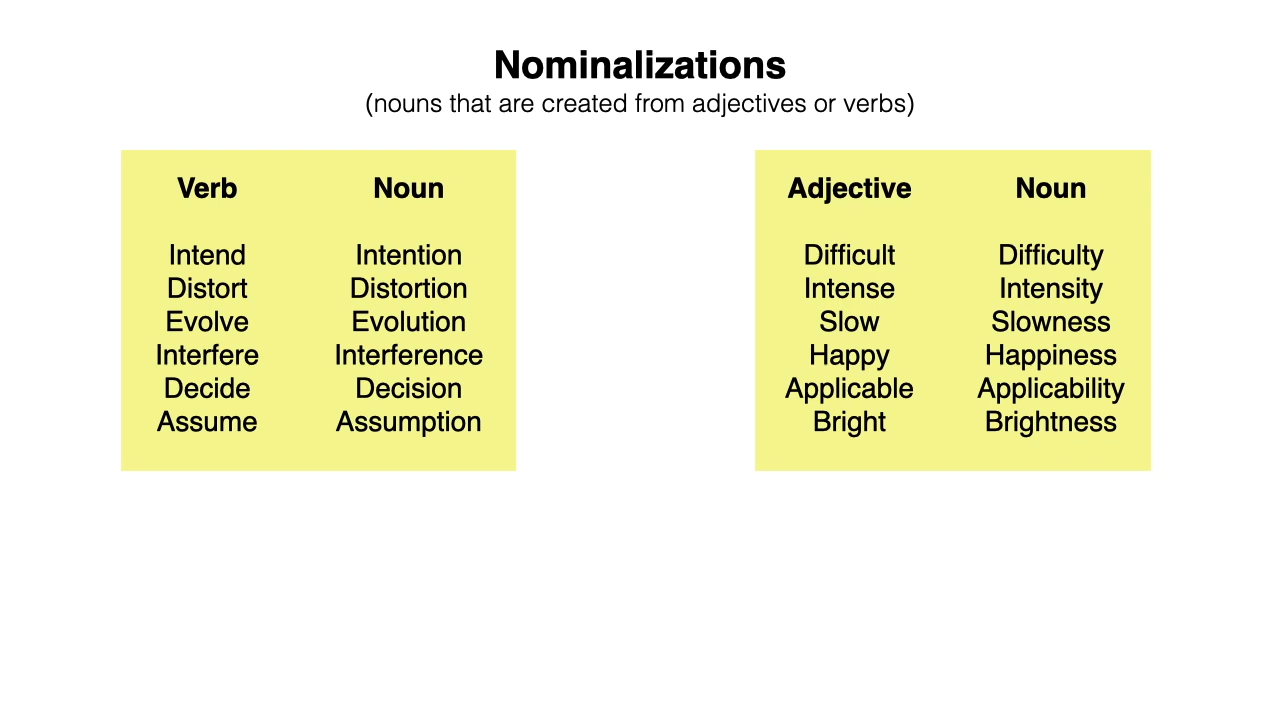 Nominalizations
(nouns that are created from adjectives or verbs)
Verb Noun
Intend Intention
Distort Distortion
Evolve Evolution
Interfere Interference
Decide Decision
Assume Assumption
Adjective Noun
Difficult Difficulty
Intense Intensity
Slow Slowness
Happy Happiness
Applicable Applicability
Bright Brightness